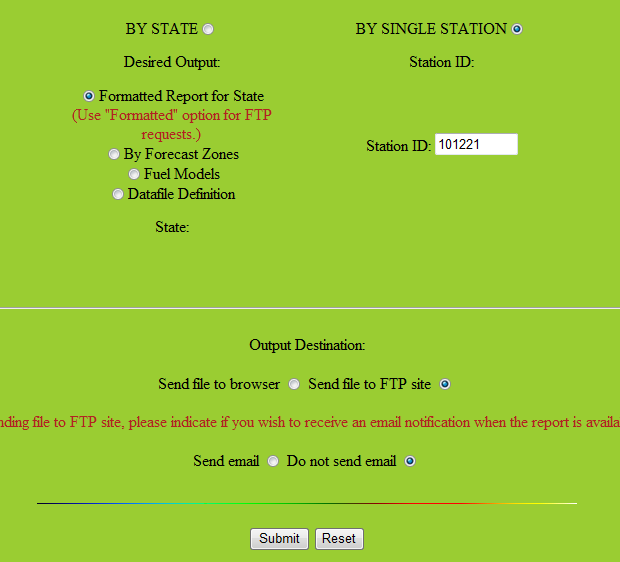 BY STATE
Desired Output:
Formatted Report for State
(Use "Formatted" option for FTP
requests.)
By Forecast Zones
Fuel Models
Datafile Definition
State:
BY SINGLE STATION
Station ID:
Station ID: 101221
Output Destination:
Send file to browser Send file to FTP site
file to FTP site, please indicate if you wish to receive an email notification when the report is
Send email Do not send email
Submit Reset